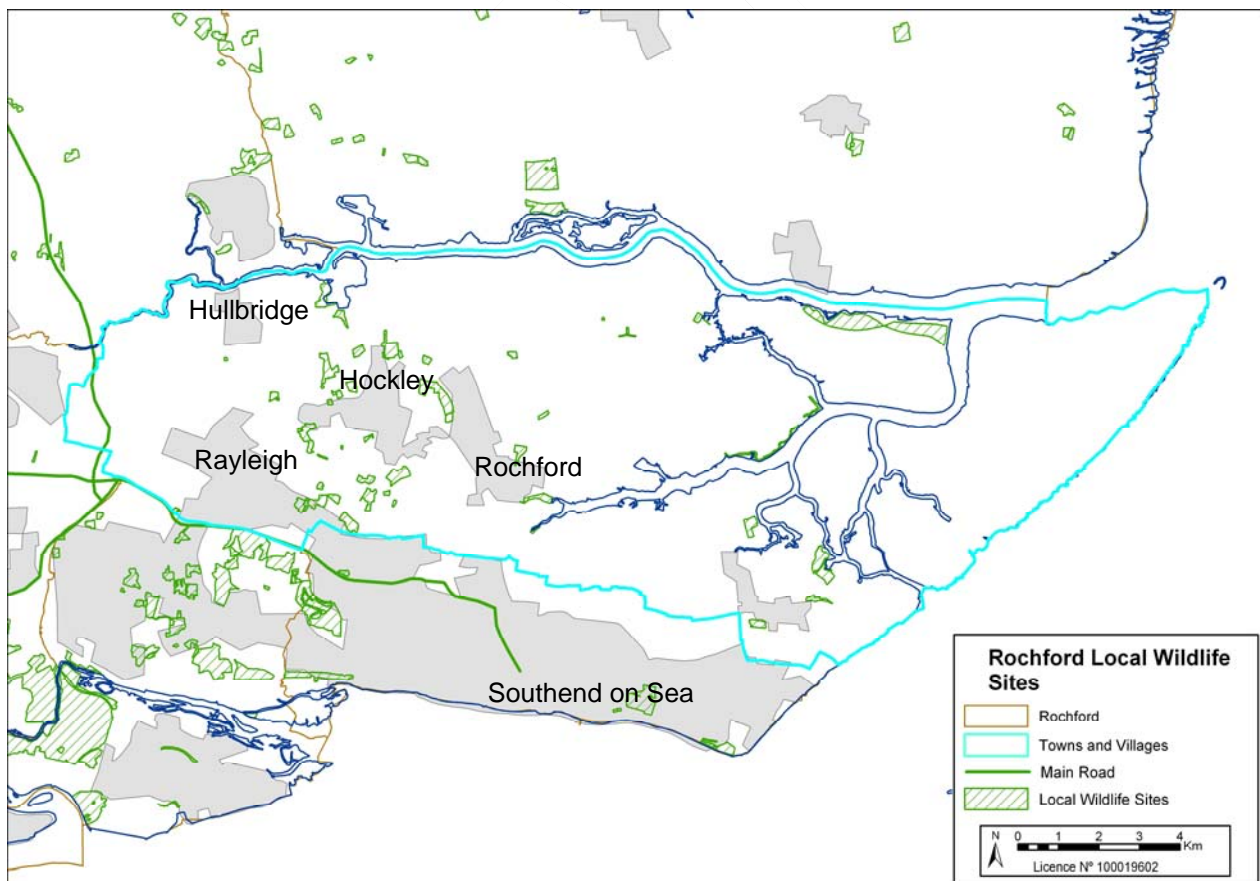 Hullbridge
Hockley
Rayleigh
Rochford
Southend on Sea
Rochford Local Wildlife
Sites
Rochford
Towns and Villages
Main Road
Local Wildlife Sites
N 0 1 2 3 4
Km
Licence Nº 100019602